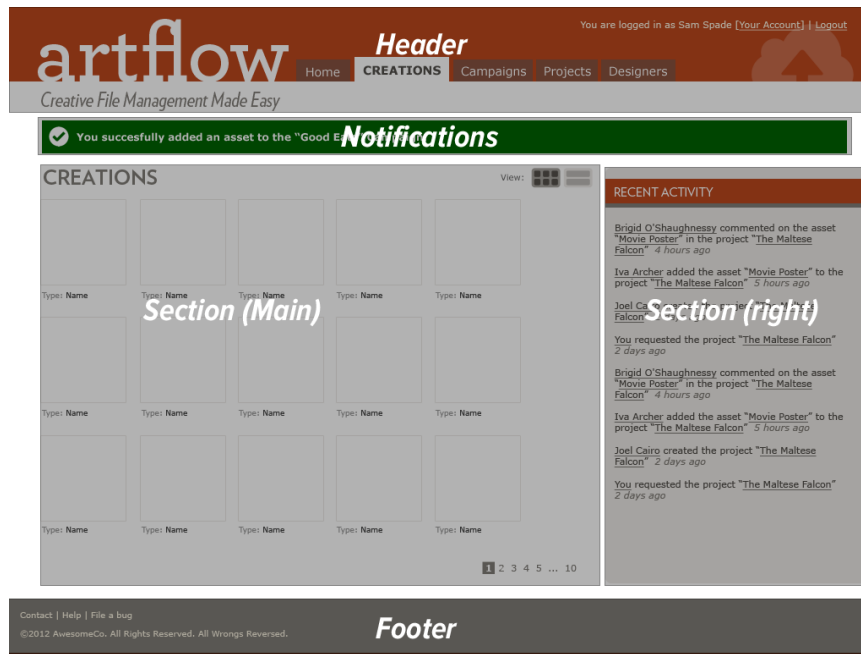 You are logged in as Sam Spade [Your Account] | Logout
artflow
Header
Home CREATIONS Campaigns Projects Designers
Creative File Management Made Easy
You succesfully added an asset to the "Good Ea
Notifications
CREATIONS
View:
Type: Name Type: Name Type: Name Type: Name Type: Name
Section (Main)
Type: Name Type: Name Type: Name Type: Name Type: Name
Type: Name Type: Name Type: Name Type: Name Type: Name
1 2 3 4 5 ... 10
RECENT ACTIVITY
Brigid O'Shaughnessy commented on the asset
"Movie Poster" in the project "The Maltese
Falcon" 4 hours ago
Iva Archer added the asset "Movie Poster" to the
project "The Maltese Falcon" 5 hours ago
Joel Cairo created the project "The Maltese
Falcon"
Section (right)
You requested the project "The Maltese Falcon"
2 days ago
Brigid O'Shaughnessy commented on the asset
"Movie Poster" in the project "The Maltese
Falcon" 4 hours ago
Iva Archer added the asset "Movie Poster" to the
project "The Maltese Falcon" 5 hours ago
Joel Cairo created the project "The Maltese
Falcon" 2 days ago
You requested the project "The Maltese Falcon"
2 days ago
Contact | Help | File a bug
©2012 AwesomeCo. All Rights Reserved. All Wrongs Reversed.
Footer